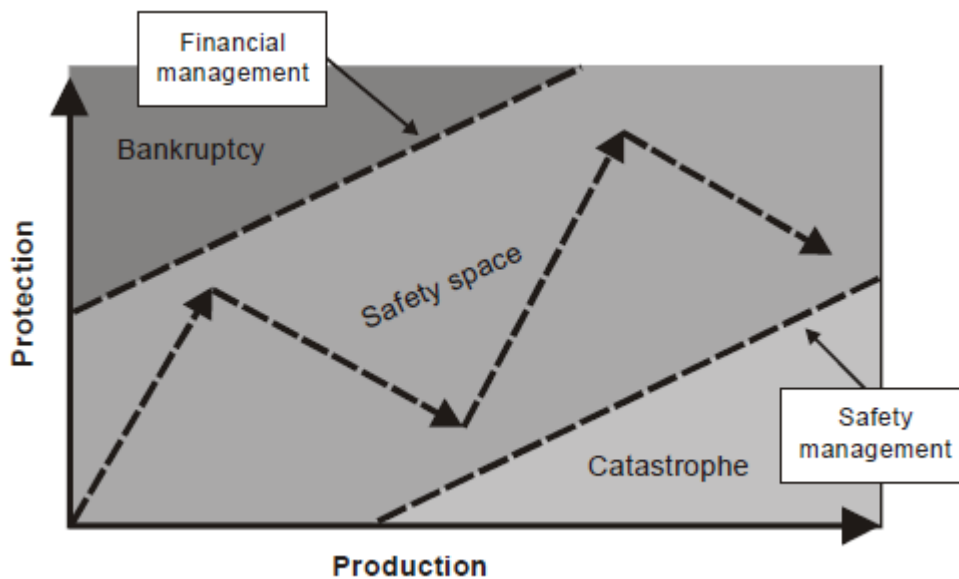 Financial
management
Bankruptcy
Protection
Safety space
Safety
management
Catastrophe
Production